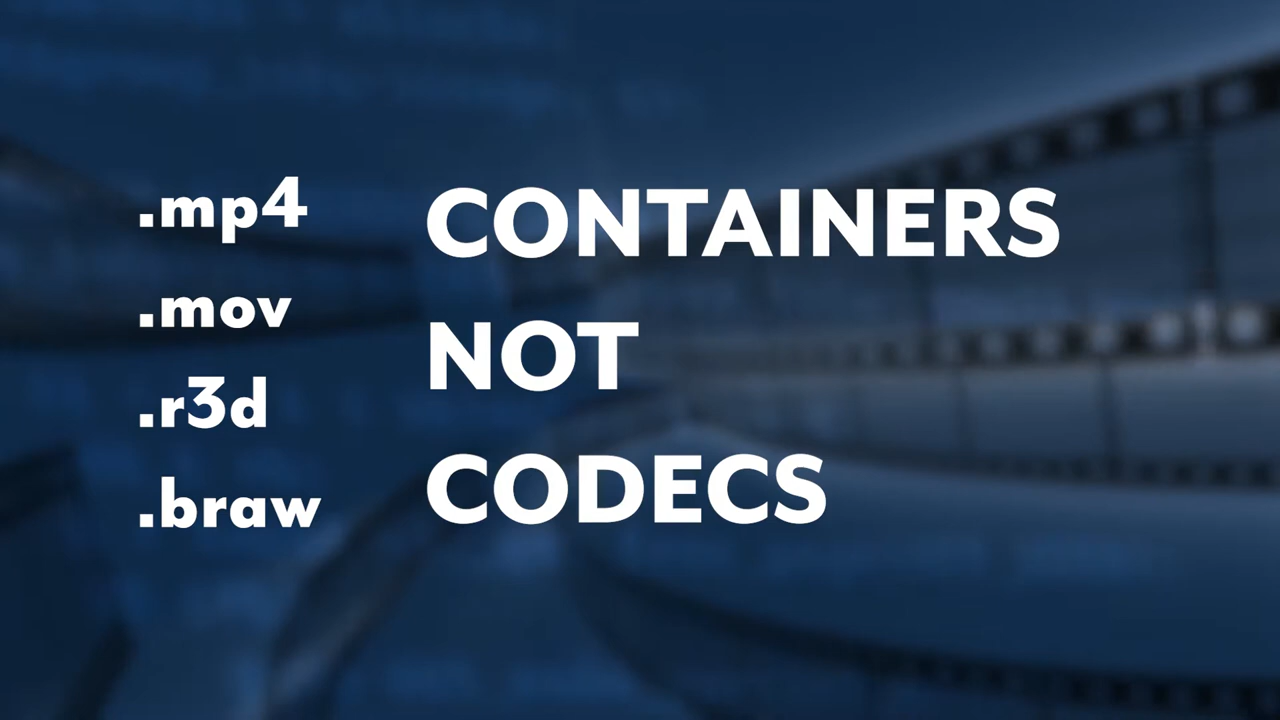 .mp4
.mov
.r3d
.braw
CONTAINERS
NOT
CODECS